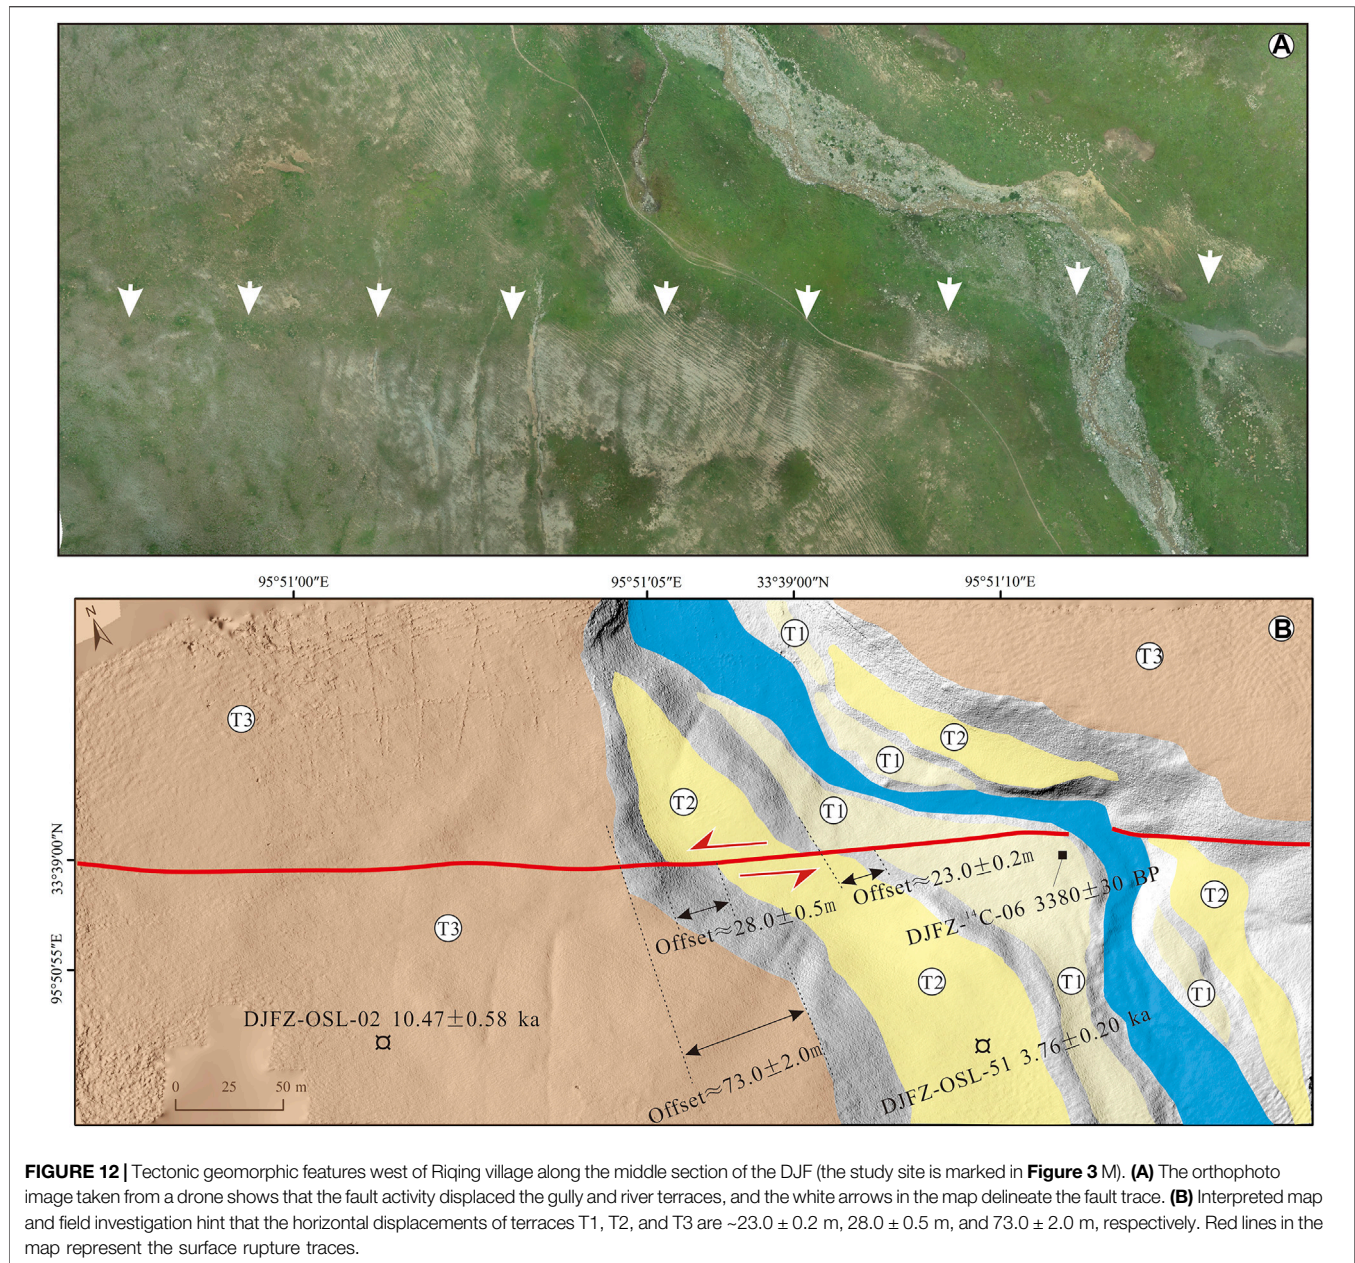 A
95°51′00″E
95°51′05″E
33°39′00″N
95°51′10″E
N
B
T1
T3
T3
T2
T1
T2
T1
33°39′00″N
Offset≈23.0±0.2m
T2
Offset≈28.0±0.5m
DJFZ-¹⁴C-06 3380±30 BP
T3
95°50′55″E
T2
T1
T1
DJFZ-OSL-02 10.47±0.58 ka
DJFZ-OSL-51 3.76±0.20 ka
Offset≈73.0±2.0m
0 25 50 m
FIGURE 12 | Tectonic geomorphic features west of Riqing village along the middle section of the DJF (the study site is marked in Figure 3 M). (A) The orthophoto
image taken from a drone shows that the fault activity displaced the gully and river terraces, and the white arrows in the map delineate the fault trace. (B) Interpreted map
and field investigation hint that the horizontal displacements of terraces T1, T2, and T3 are ~23.0 ± 0.2 m, 28.0 ± 0.5 m, and 73.0 ± 2.0 m, respectively. Red lines in the
map represent the surface rupture traces.